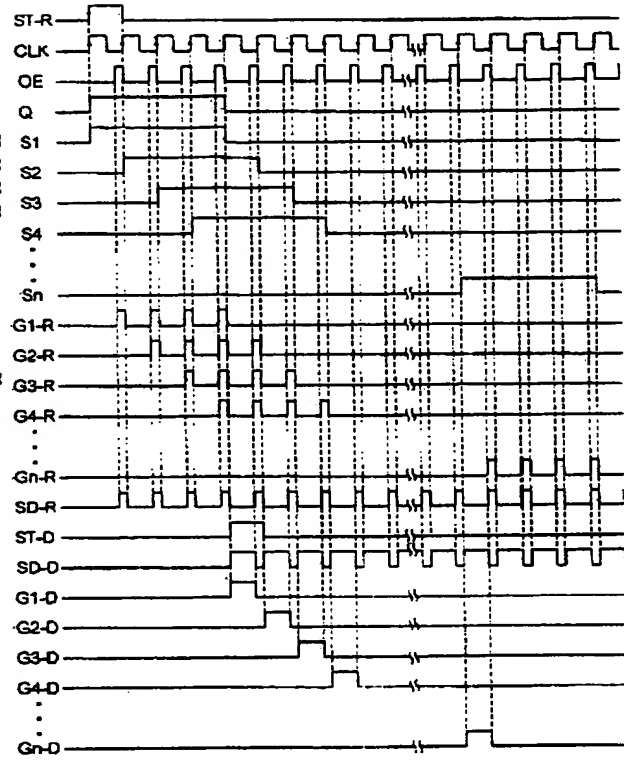 ST-R
CLK
OE
Q
S1
S2
S3
S4
Sn
G1-R
G2-R
G3-R
G4-R
Gn-R
SD-R
ST-D
SD-D
G1-D
G2-D
G3-D
G4-D
Gn-D